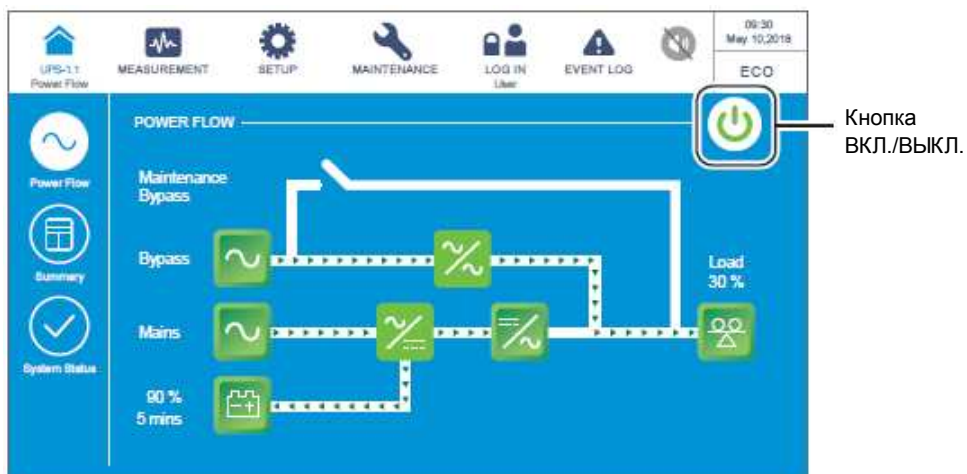 UPS-1.1
Power Flow
MEASUREMENT
SETUP
MAINTENANCE
LOG IN
User
EVENT LOG
09:30
May 10,2018
ECO
Power Flow
Summary
System Status
POWER FLOW
Maintenance
Bypass
Bypass
Mains
90 %
5 mins
Load
30 %
Кнопка
ВКЛ./ВЫКЛ.